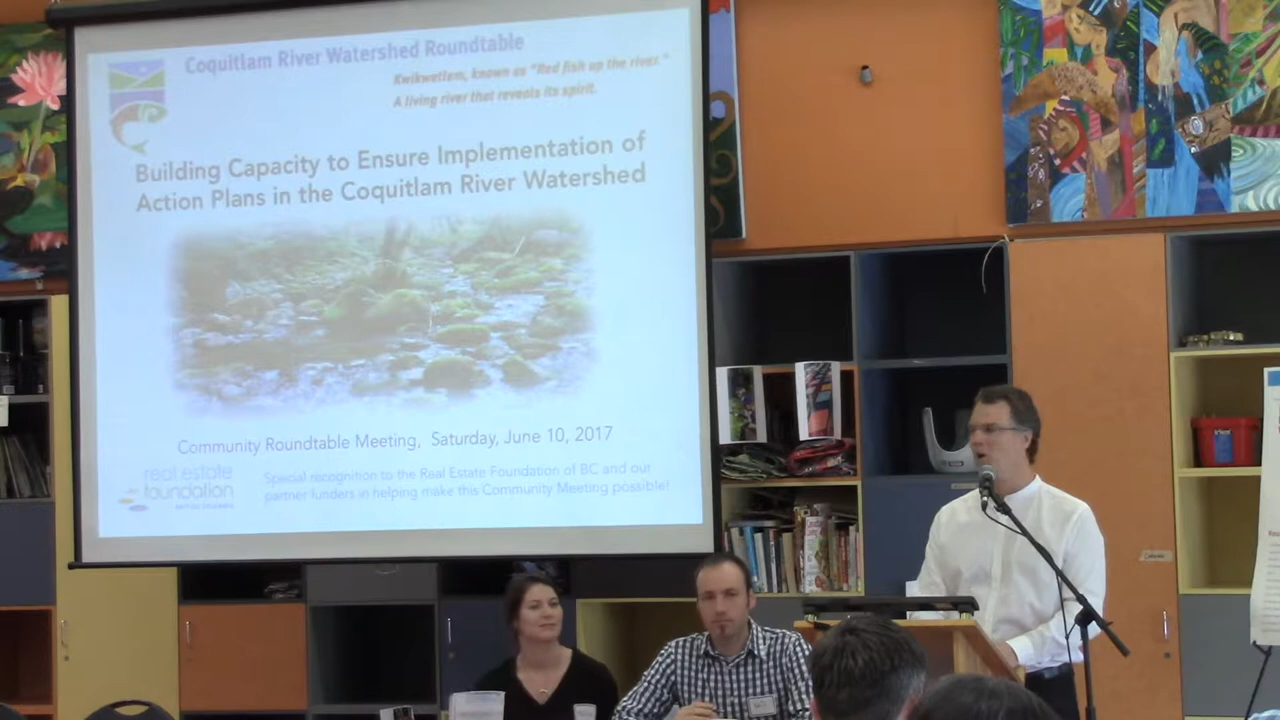 Coquitlam River Watershed Roundtable
Kwikwetlem, known as "Red fish up the river."
A living river that reveals its spirit.
Building Capacity to Ensure Implementation of
Action Plans in the Coquitlam River Watershed
Community Roundtable Meeting, Saturday, June 10, 2017
real estate
foundation
BRITISH COLUMBIA
Special recognition to the Real Estate Foundation of BC and our
partner funders in helping make this Community Meeting possible!